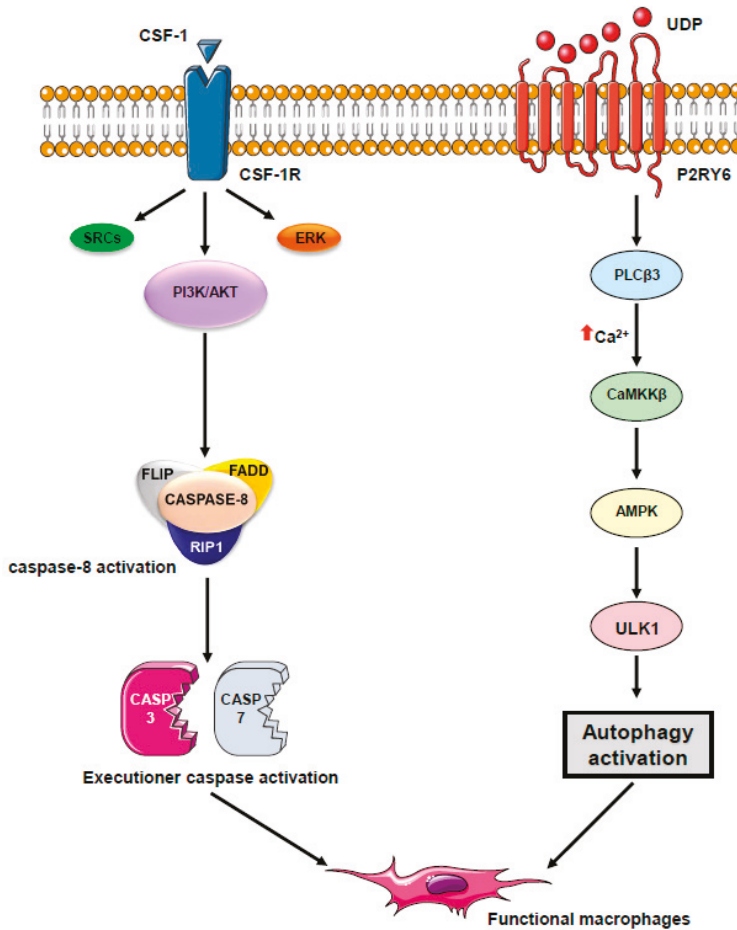 CSF-1
UDP
CSF-1R
P2RY6
SRCs
ERK
PI3K/AKT
PLCβ3
Ca²⁺
CaMKKβ
FLIP
FADD
CASPASE-8
RIP1
caspase-8 activation
AMPK
ULK1
CASP
3
CASP
7
Executioner caspase activation
Autophagy
activation
Functional macrophages